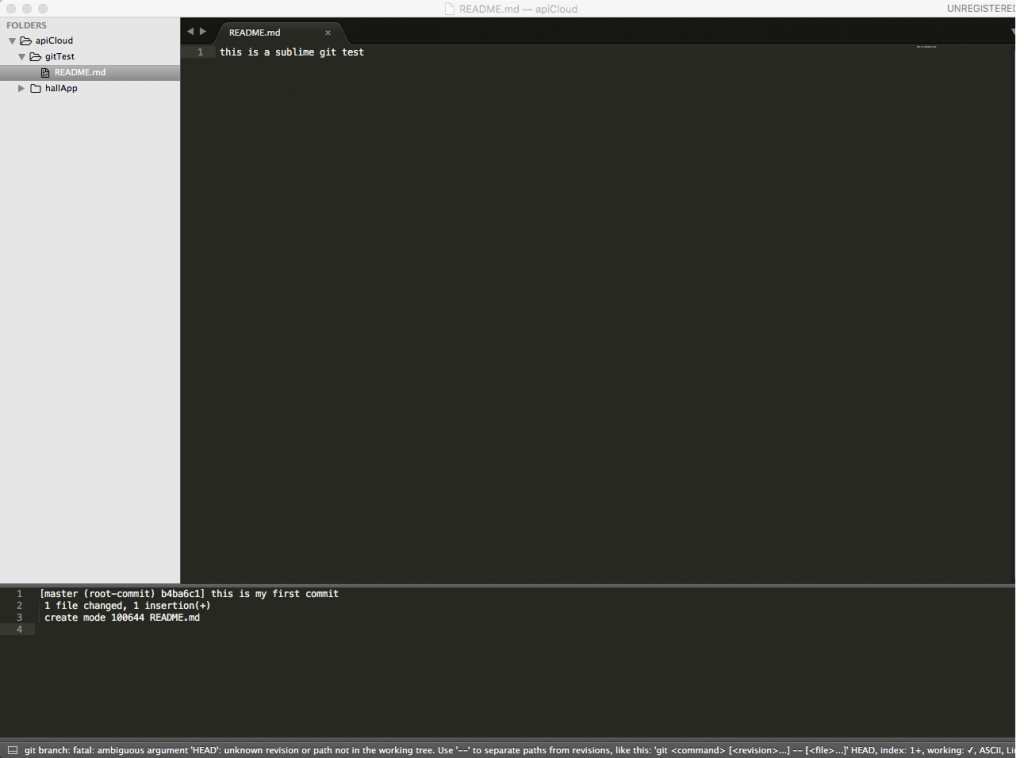 README.md — apiCloud
UNREGISTERED
FOLDERS
apiCloud
gitTest
README.md
hallApp
README.md ×
1 this is a sublime git test
1 [master (root-commit) b4ba6c1] this is my first commit
2 1 file changed, 1 insertion(+)
3 create mode 100644 README.md
4
git branch: fatal: ambiguous argument 'HEAD': unknown revision or path not in the working tree. Use '--' to separate paths from revisions, like this: 'git <command> [<revision>...] -- [<file>...]' HEAD, index: 1+, working: ✓, ASCII, Li